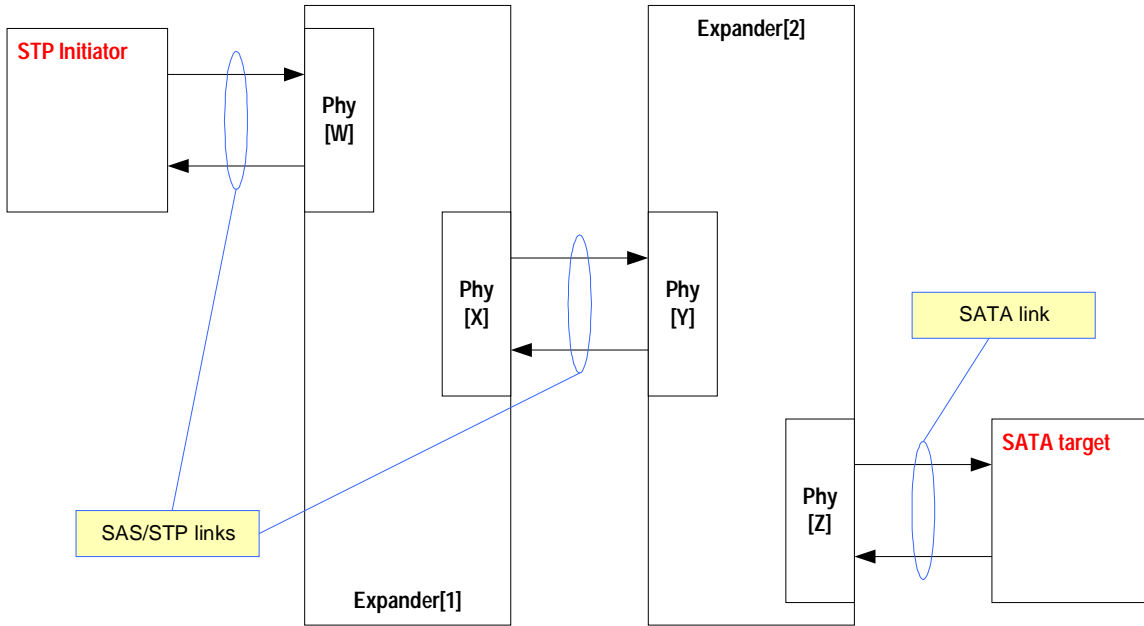 STP Initiator
Expander[2]
Phy
[W]
Phy
[X]
Phy
[Y]
SATA link
SATA target
Phy
[Z]
SAS/STP links
Expander[1]